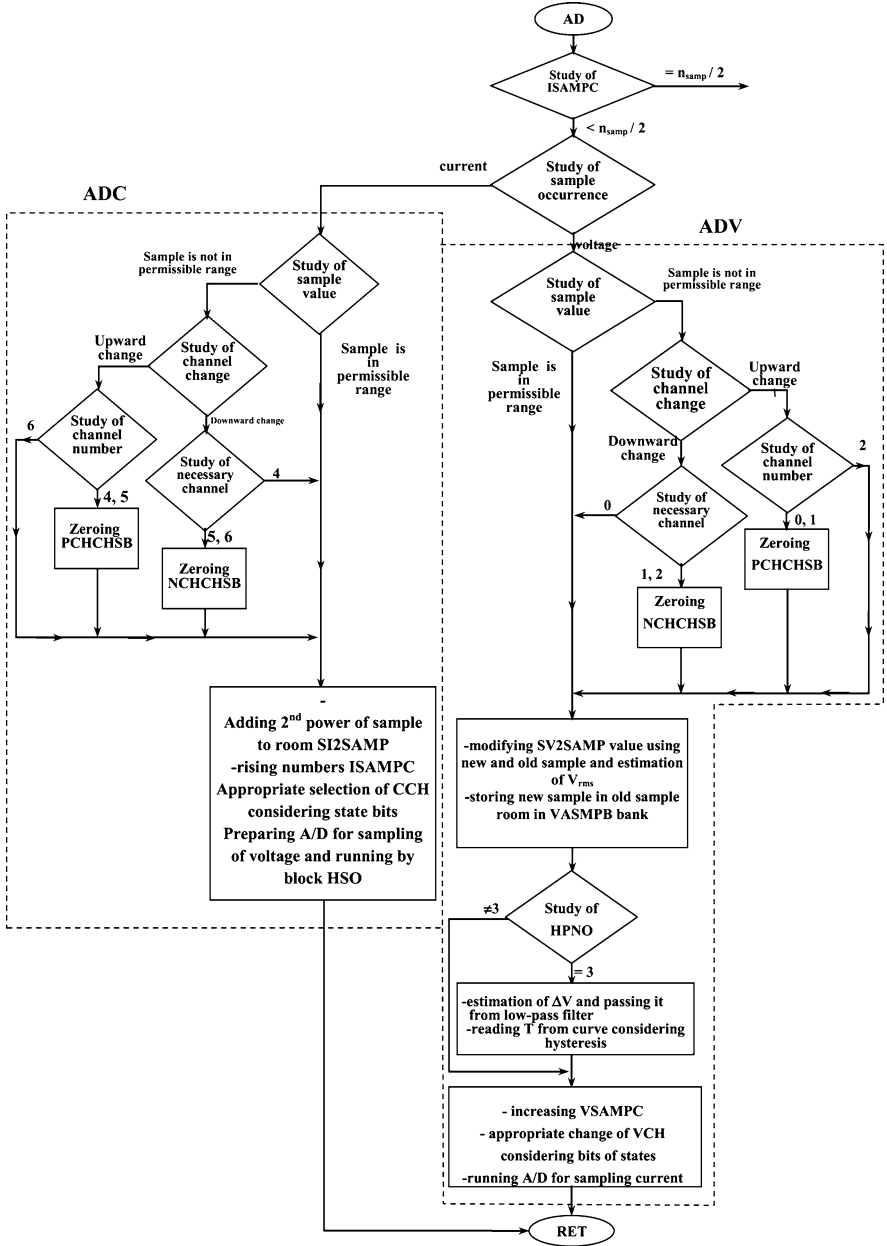 AD
Study of
ISAMPC
= nsamp / 2
< nsamp / 2
Study of
sample
occurrence
current
ADC
ADV
voltage
Sample is not in
permissible range
Study of
sample
value
Upward
change
Study of
channel
change
Sample is
in
permissible
range
6
Study of
channel
number
Downward change
Study of
necessary
channel
4
4, 5
Zeroing
PCHCHSB
5, 6
Zeroing
NCHCHSB
-
Adding 2nd power of sample
to room SI2SAMP
-rising numbers ISAMPC
Appropriate selection of CCH
considering state bits
Preparing A/D for sampling
of voltage and running by
block HSO
Study of
sample
value
Sample is not in
permissible range
Sample is
in
permissible
range
Study of
channel
change
Upward
change
Downward
change
Study of
channel
number
2
0
Study of
necessary
channel
0, 1
Zeroing
PCHCHSB
1, 2
Zeroing
NCHCHSB
-modifying SV2SAMP value using
new and old sample and estimation
of Vrms
-storing new sample in old sample
room in VASMPB bank
≠3
Study of
HPNO
= 3
-estimation of ΔV and passing it
from low-pass filter
-reading T from curve considering
hysteresis
- increasing VSAMPC
- appropriate change of VCH
considering bits of states
-running A/D for sampling current
RET